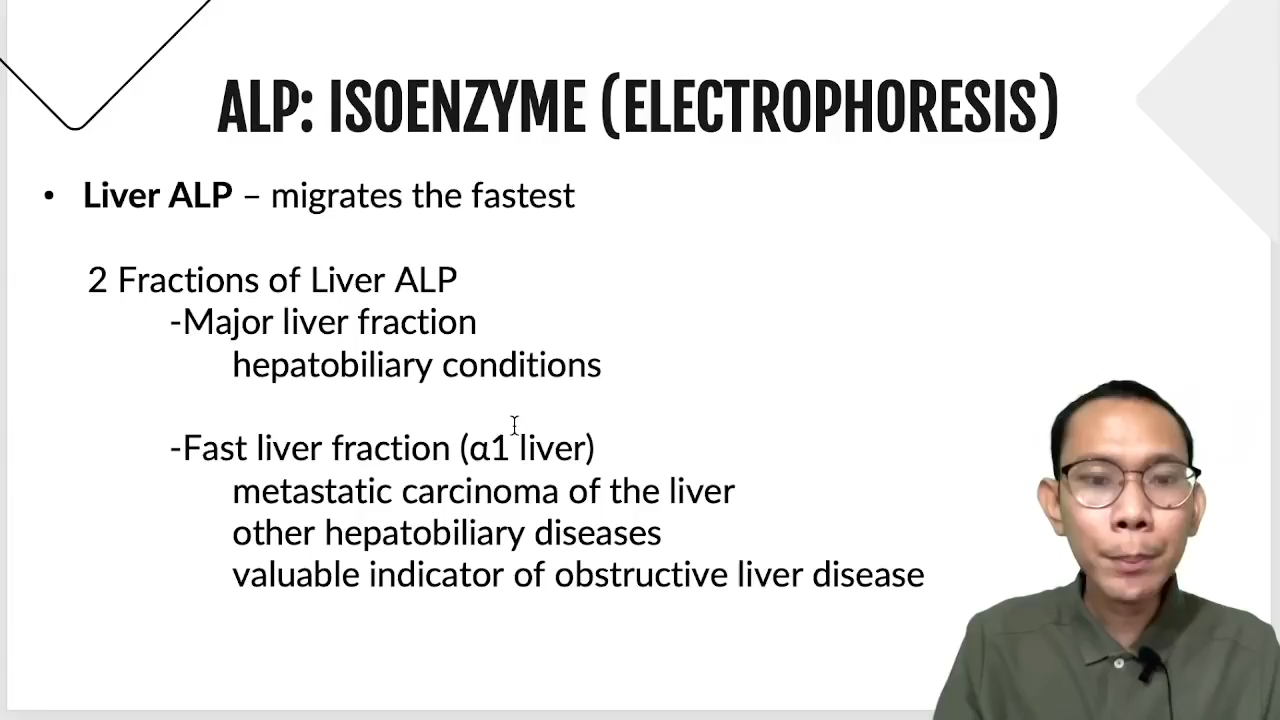 ALP: ISOENZYME (ELECTROPHORESIS)
• Liver ALP – migrates the fastest
2 Fractions of Liver ALP
-Major liver fraction
hepatobiliary conditions
-Fast liver fraction (α1 liver)
metastatic carcinoma of the liver
other hepatobiliary diseases
valuable indicator of obstructive liver disease